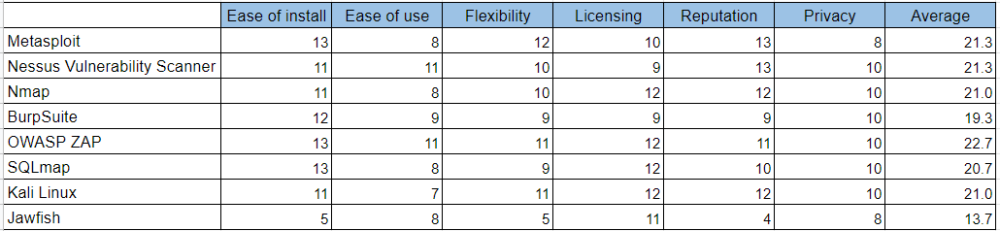 Ease of install Ease of use Flexibility Licensing Reputation Privacy Average
Metasploit 13 8 12 10 13 8 21.3
Nessus Vulnerability Scanner 11 11 10 9 13 10 21.3
Nmap 11 8 10 12 12 10 21.0
BurpSuite 12 9 9 9 9 10 19.3
OWASP ZAP 13 11 11 12 11 10 22.7
SQLmap 13 8 9 12 10 10 20.7
Kali Linux 11 7 11 12 12 10 21.0
Jawfish 5 8 5 11 4 8 13.7